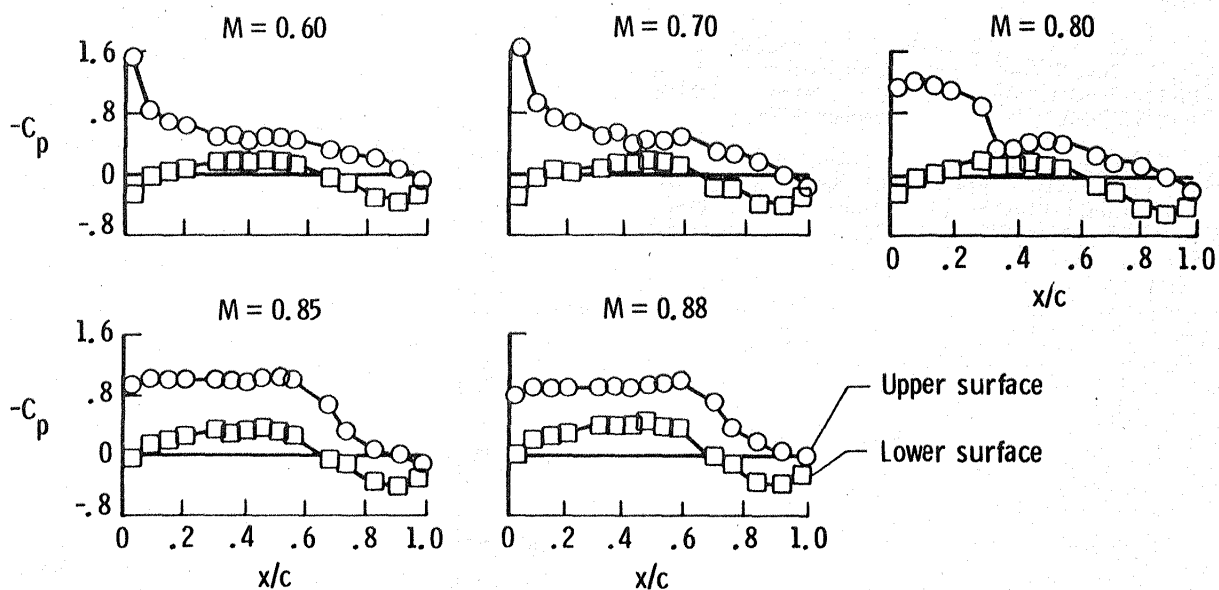 M = 0.60
M = 0.70
M = 0.80
1.6
.8
-Cp
0
-.8
0 .2 .4 .6 .8 1.0
x/c
M = 0.85
M = 0.88
1.6
.8
-Cp
0
-.8
0 .2 .4 .6 .8 1.0
x/c
0 .2 .4 .6 .8 1.0
x/c
Upper surface
Lower surface